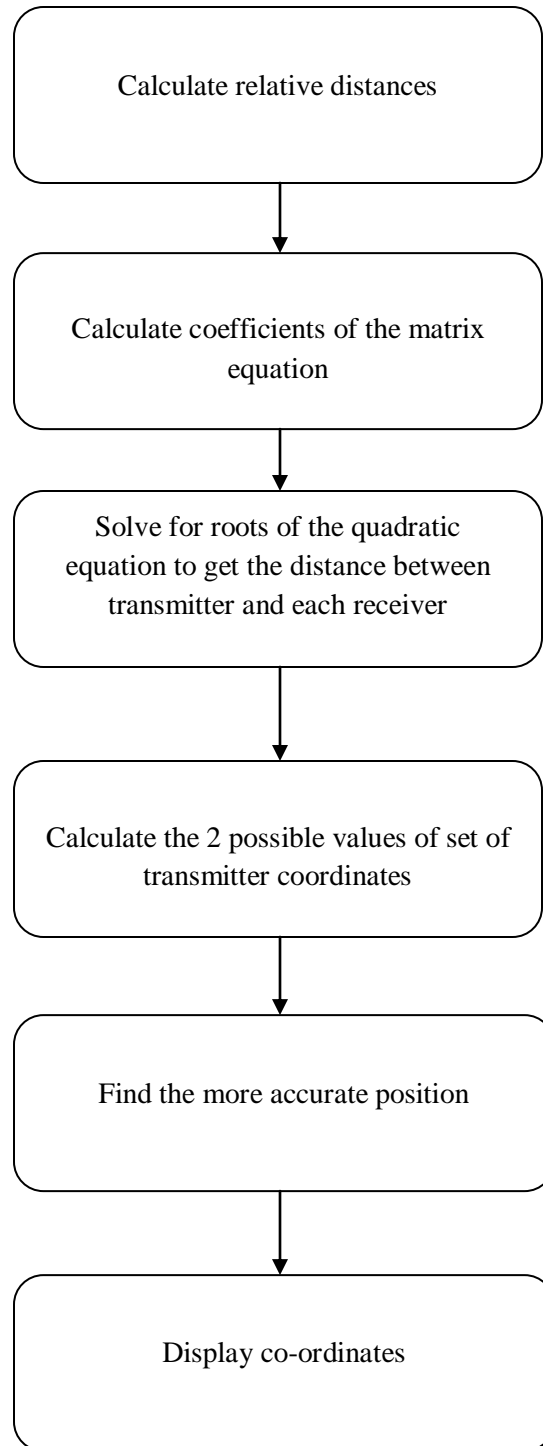 Calculate relative distances
Calculate coefficients of the matrix
equation
Solve for roots of the quadratic
equation to get the distance between
transmitter and each receiver
Calculate the 2 possible values of set of
transmitter coordinates
Find the more accurate position
Display co-ordinates